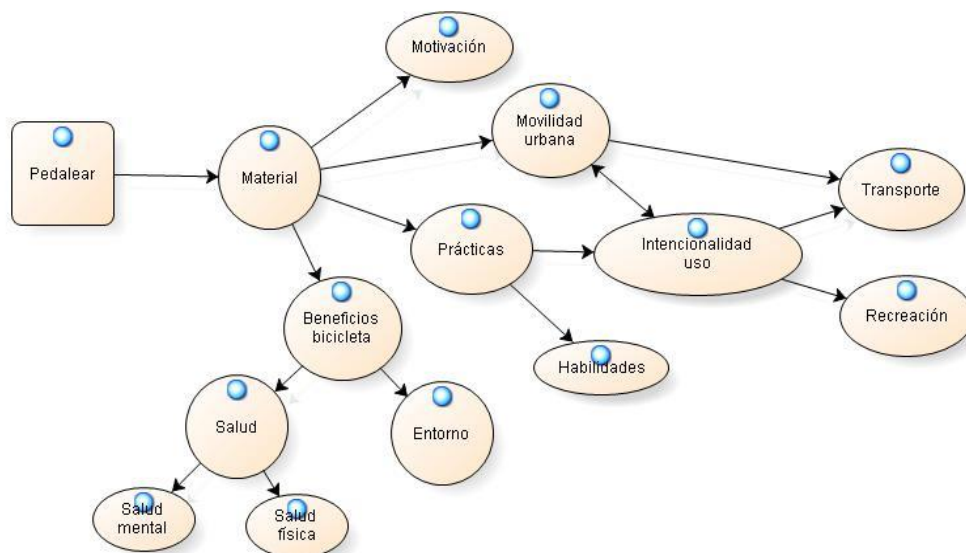 Motivación
Movilidad
urbana
Pedalear
Material
Transporte
Prácticas
Intencionalidad
uso
Beneficios
bicicleta
Recreación
Habilidades
Salud
Entorno
Salud
mental
Salud
física